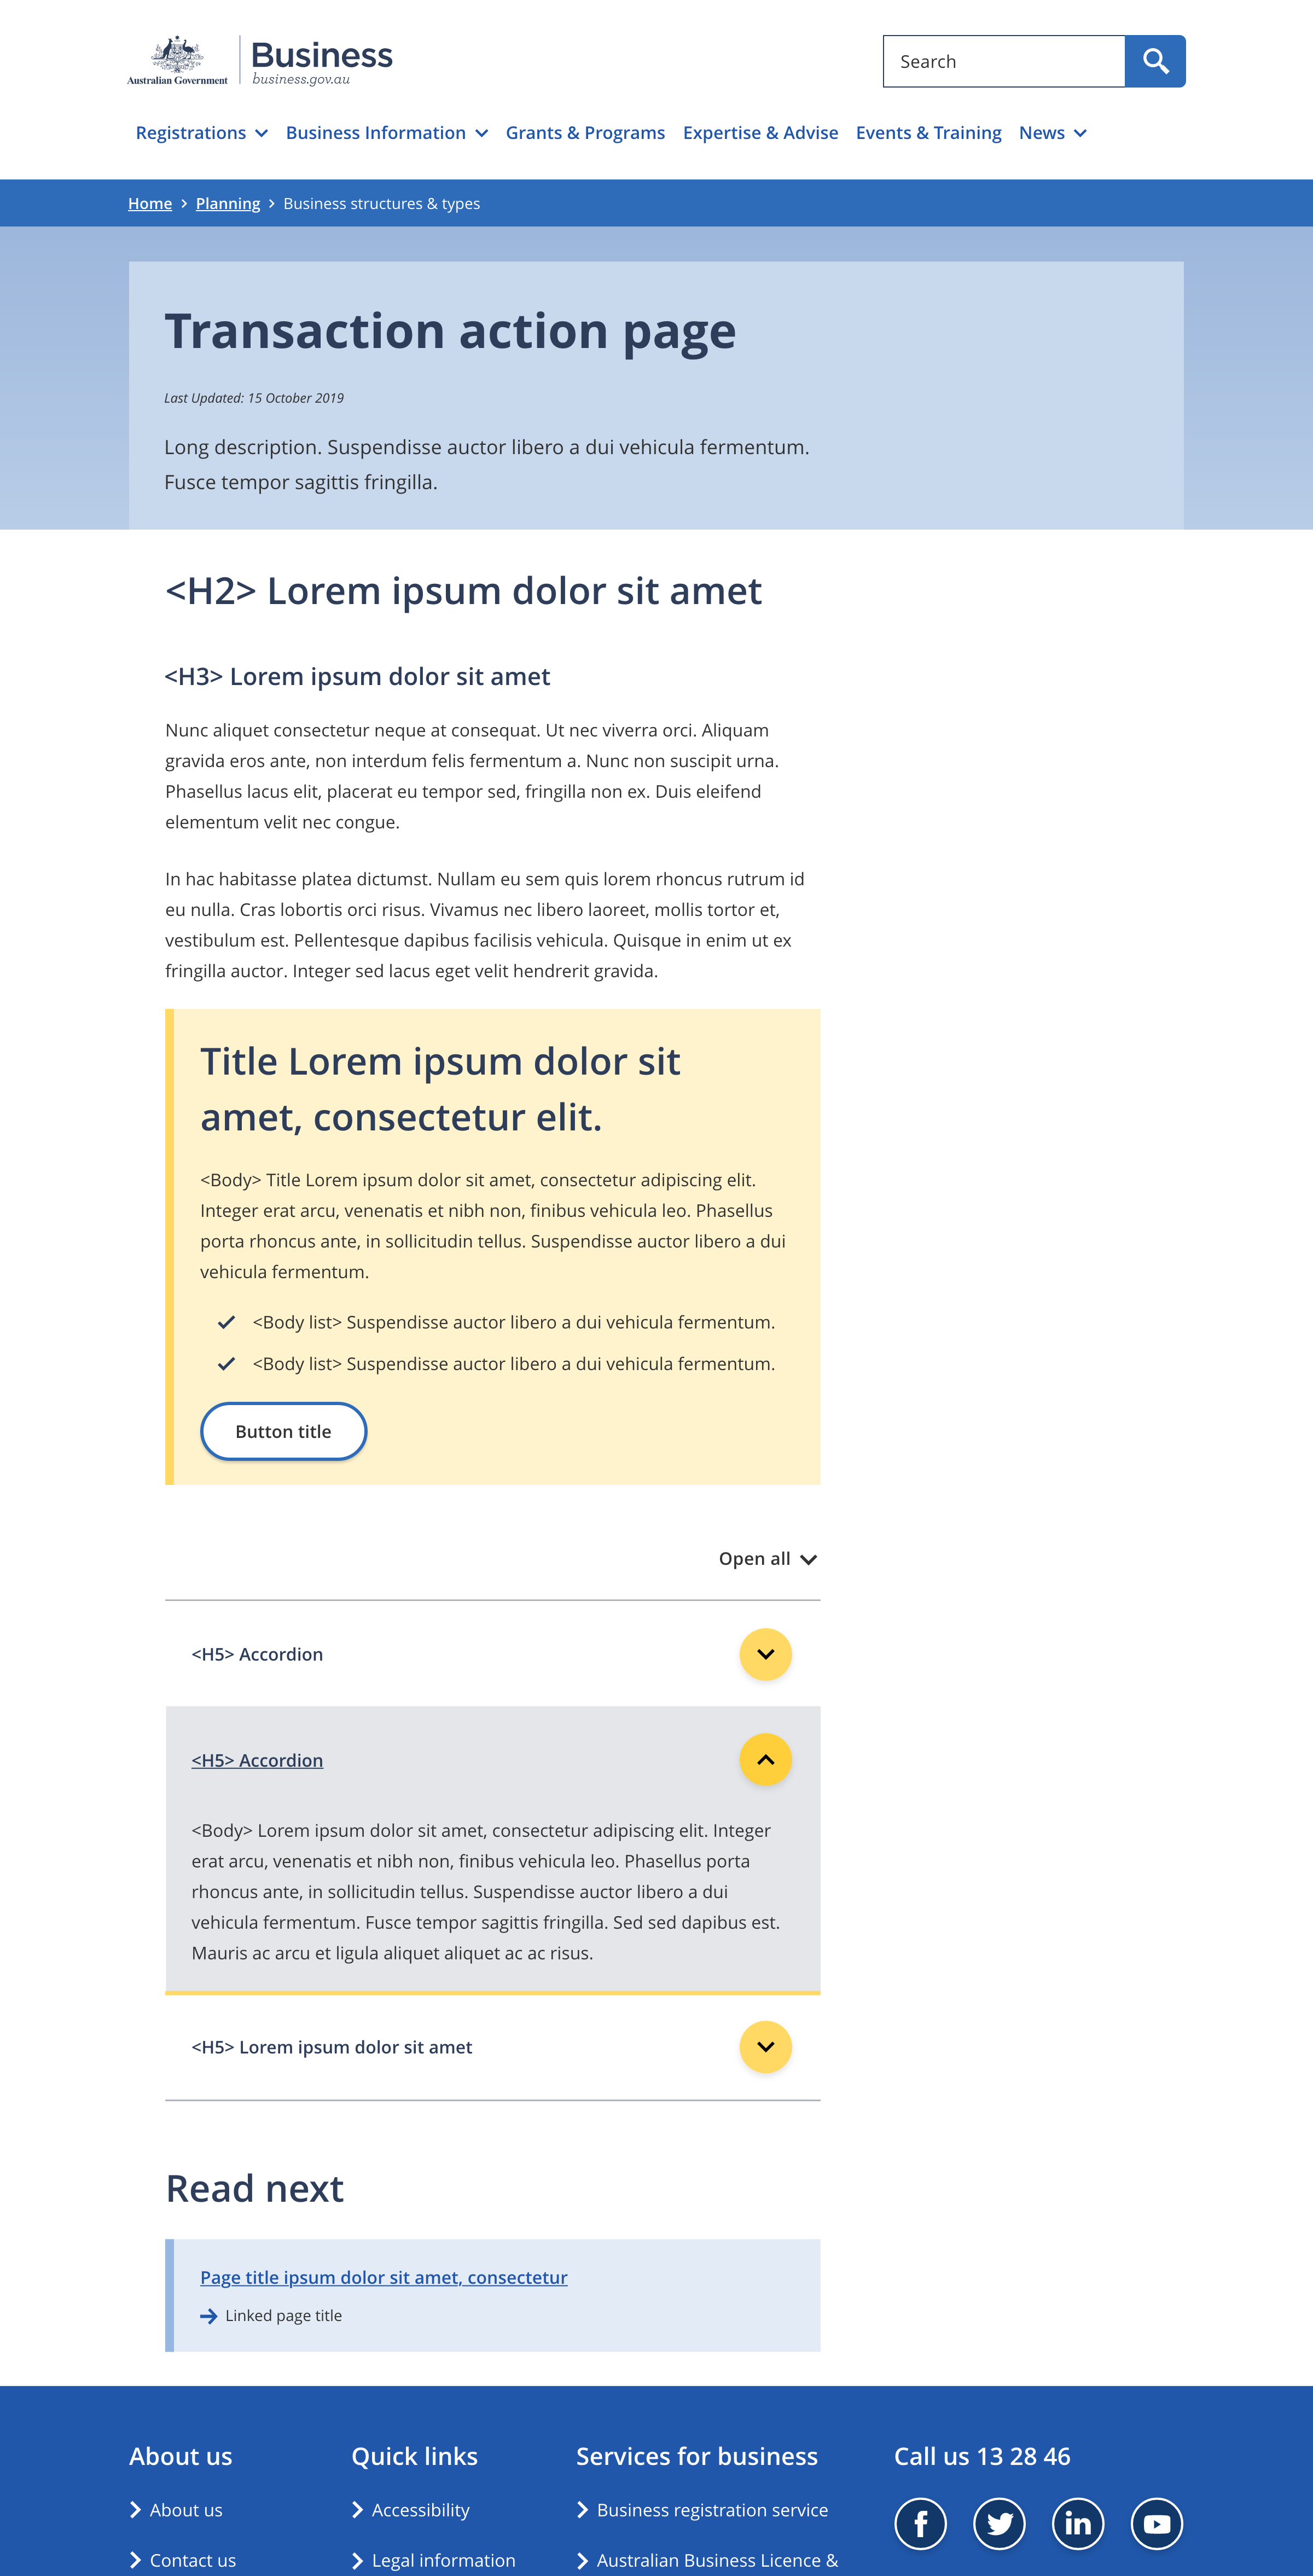 Australian Government
Business
business.gov.au
Search
Registrations Business Information Grants & Programs Expertise & Advise Events & Training News
Home > Planning > Business structures & types
Transaction action page
Last Updated: 15 October 2019
Long description. Suspendisse auctor libero a dui vehicula fermentum.
Fusce tempor sagittis fringilla.
<H2> Lorem ipsum dolor sit amet
<H3> Lorem ipsum dolor sit amet
Nunc aliquet consectetur neque at consequat. Ut nec viverra orci. Aliquam
gravida eros ante, non interdum felis fermentum a. Nunc non suscipit urna.
Phasellus lacus elit, placerat eu tempor sed, fringilla non ex. Duis eleifend
elementum velit nec congue.
In hac habitasse platea dictumst. Nullam eu sem quis lorem rhoncus rutrum id
eu nulla. Cras lobortis orci risus. Vivamus nec libero laoreet, mollis tortor et,
vestibulum est. Pellentesque dapibus facilisis vehicula. Quisque in enim ut ex
fringilla auctor. Integer sed lacus eget velit hendrerit gravida.
Title Lorem ipsum dolor sit
amet, consectetur elit.
<Body> Title Lorem ipsum dolor sit amet, consectetur adipiscing elit.
Integer erat arcu, venenatis et nibh non, finibus vehicula leo. Phasellus
porta rhoncus ante, in sollicitudin tellus. Suspendisse auctor libero a dui
vehicula fermentum.
<Body list> Suspendisse auctor libero a dui vehicula fermentum.
<Body list> Suspendisse auctor libero a dui vehicula fermentum.
Button title
Open all
<H5> Accordion
<H5> Accordion
<Body> Lorem ipsum dolor sit amet, consectetur adipiscing elit. Integer
erat arcu, venenatis et nibh non, finibus vehicula leo. Phasellus porta
rhoncus ante, in sollicitudin tellus. Suspendisse auctor libero a dui
vehicula fermentum. Fusce tempor sagittis fringilla. Sed sed dapibus est.
Mauris ac arcu et ligula aliquet aliquet ac ac risus.
<H5> Lorem ipsum dolor sit amet
Read next
Page title ipsum dolor sit amet, consectetur
Linked page title
About us
About us
Contact us
Quick links
Accessibility
Legal information
Services for business
Business registration service
Australian Business Licence &
Call us 13 28 46